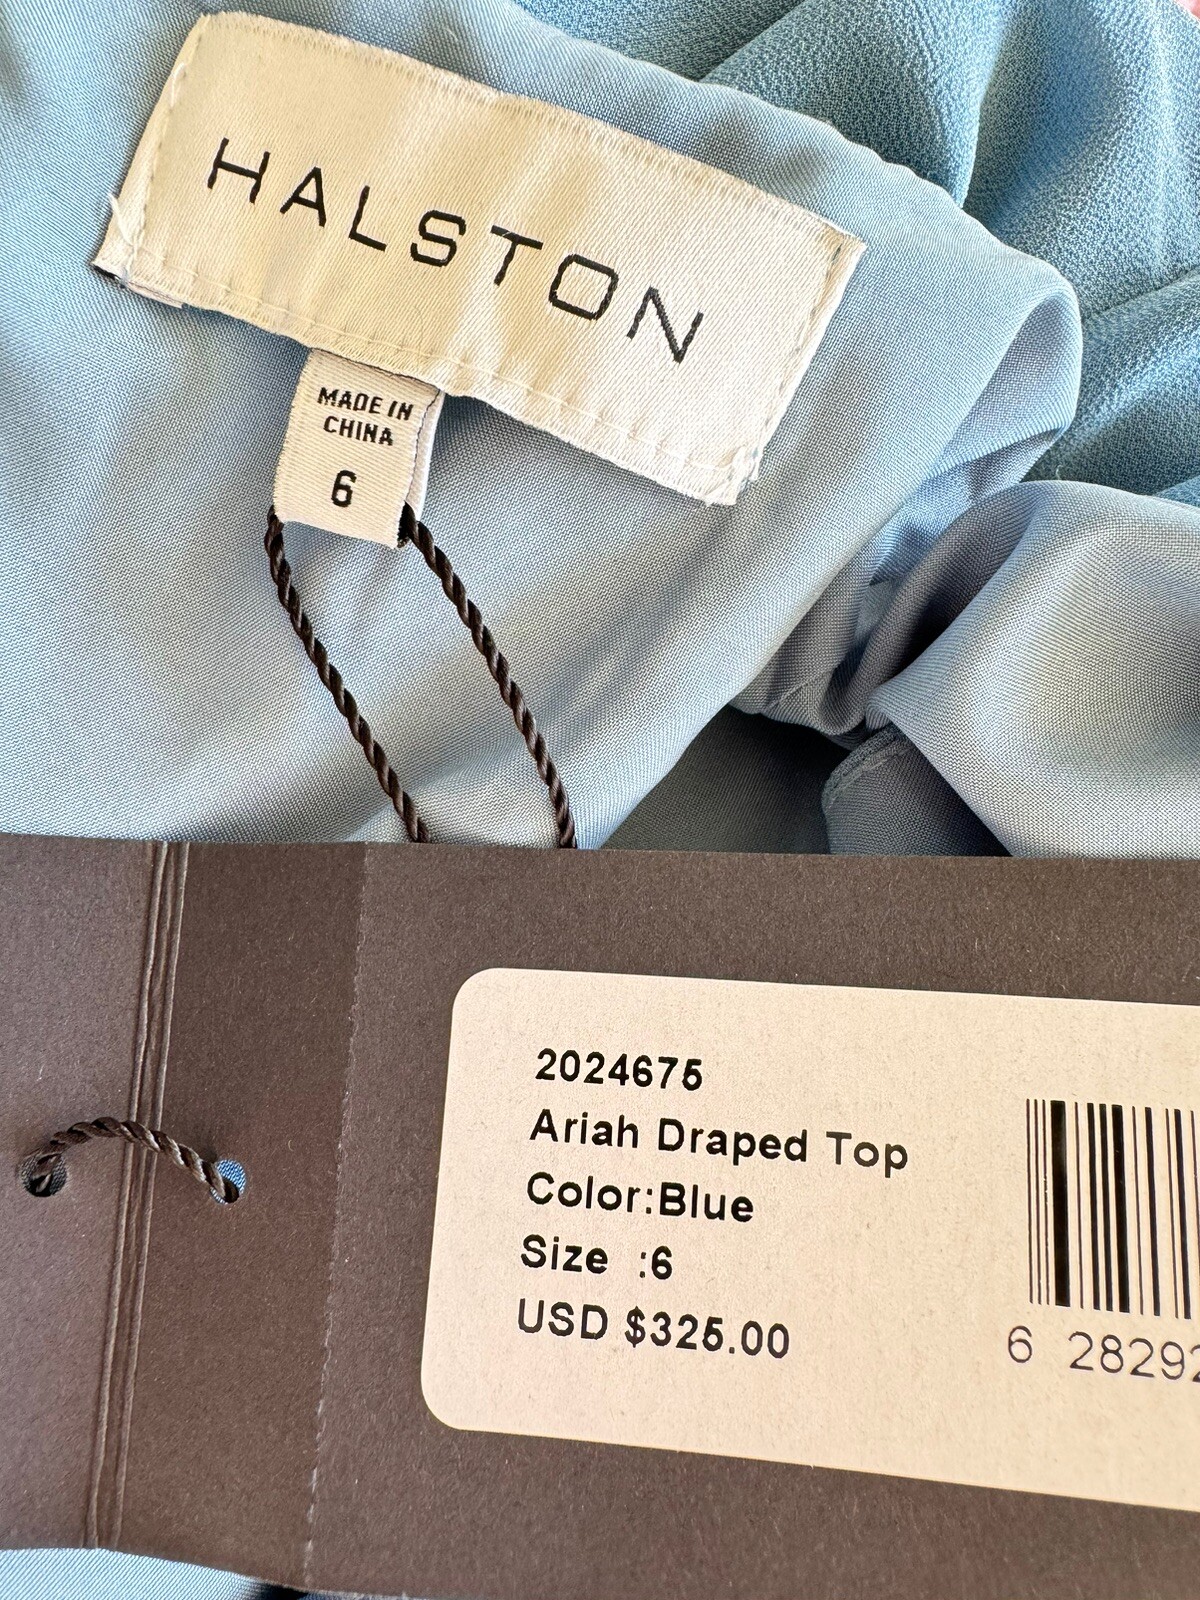 HALSTON
MADE IN
CHINA
6
2024675
Ariah Draped Top
Color:Blue
Size :6
USD $325.00
6 28292